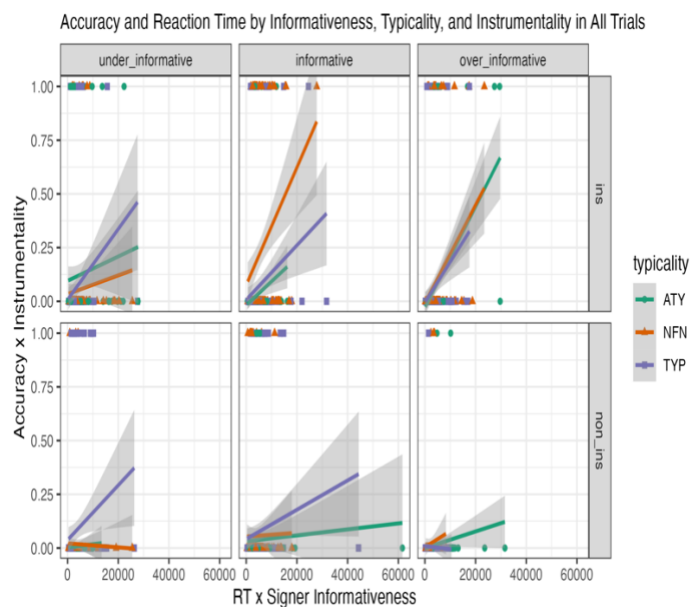 Accuracy and Reaction Time by Informativeness, Typicality, and Instrumentality in All Trials
under_informative informative over_informative
1.00
0.75
0.50
0.25
0.00
ins
1.00
0.75
0.50
0.25
0.00
non_ins
Accuracy x Instrumentality
0 20000 40000 60000 0 20000 40000 60000 0 20000 40000 60000
RT x Signer Informativeness
typicality
ATY
NFN
TYP